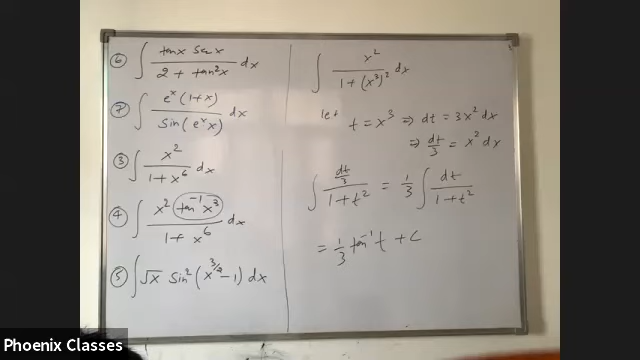 ⑥ ∫ (tanx secx)/(2 + tan²x) dx
⑦ ∫ (eˣ(1+x))/(sin(eˣx)) dx
③ ∫ x²/(1+x⁶) dx
④ ∫ (x² tan⁻¹x³)/(1+x⁶) dx
⑤ ∫ √x sin²(x^(3/2) - 1) dx
∫ x²/(1+(x³)²) dx
let t = x³ ⇒ dt = 3x² dx
⇒ dt/3 = x² dx
∫ (dt/3)/(1+t²) = 1/3 ∫ dt/(1+t²)
= 1/3 tan⁻¹t + C
Phoenix Classes